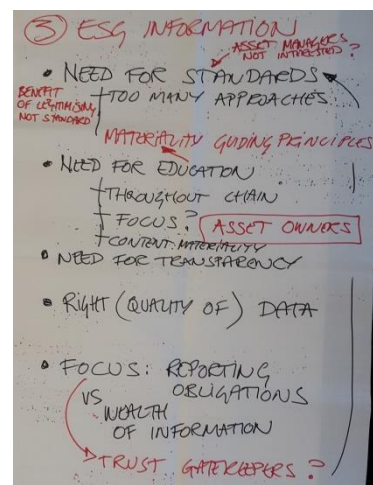 3 ESG INFORMATION
ASSET MANAGERS
NOT INTERESTED?
• NEED FOR STANDARDS
BENEFIT
OF LEGITIMISING,
NOT STANDARD
TOO MANY APPROACHES
MATERIALITY GUIDING PRINCIPLES
• NEED FOR EDUCATION
THROUGHOUT CHAIN
FOCUS?
ASSET OWNERS
CONTENT: MATERIALITY
• NEED FOR TRANSPARENCY
• RIGHT (QUALITY OF) DATA
• FOCUS: REPORTING
OBLIGATIONS
VS
WEALTH
OF INFORMATION
TRUST GATEKEEPERS?